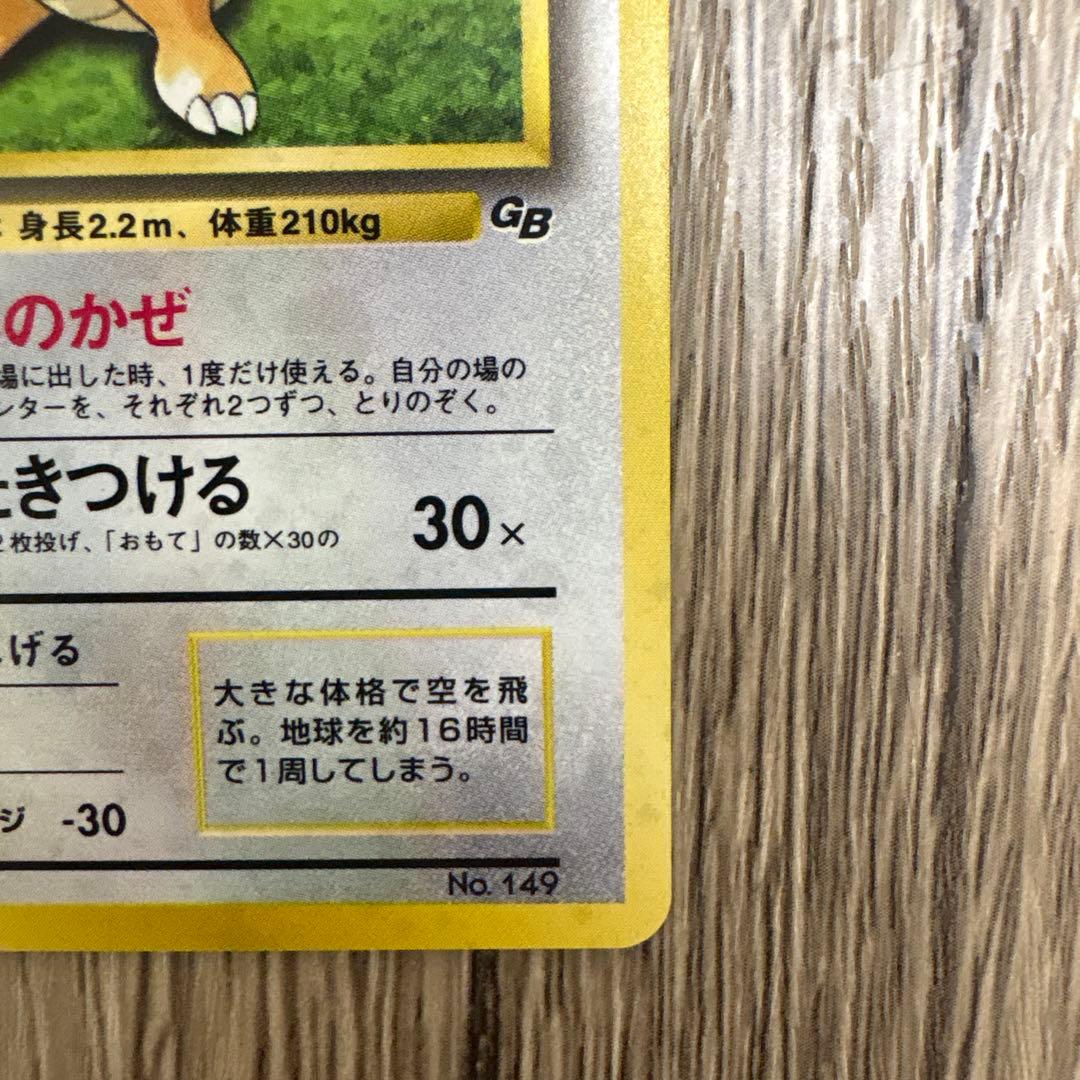 身長2.2m、体重210kg
GB
のかぜ
場に出した時、1度だけ使える。自分の場の
ンターを、それぞれ2つずつ、とりのぞく。
きつける
30×
2枚投げ、「おもて」の数×30の
げる
大きな体格で空を飛
ぶ。地球を約16時間
で1周してしまう。
ジ -30
No. 149